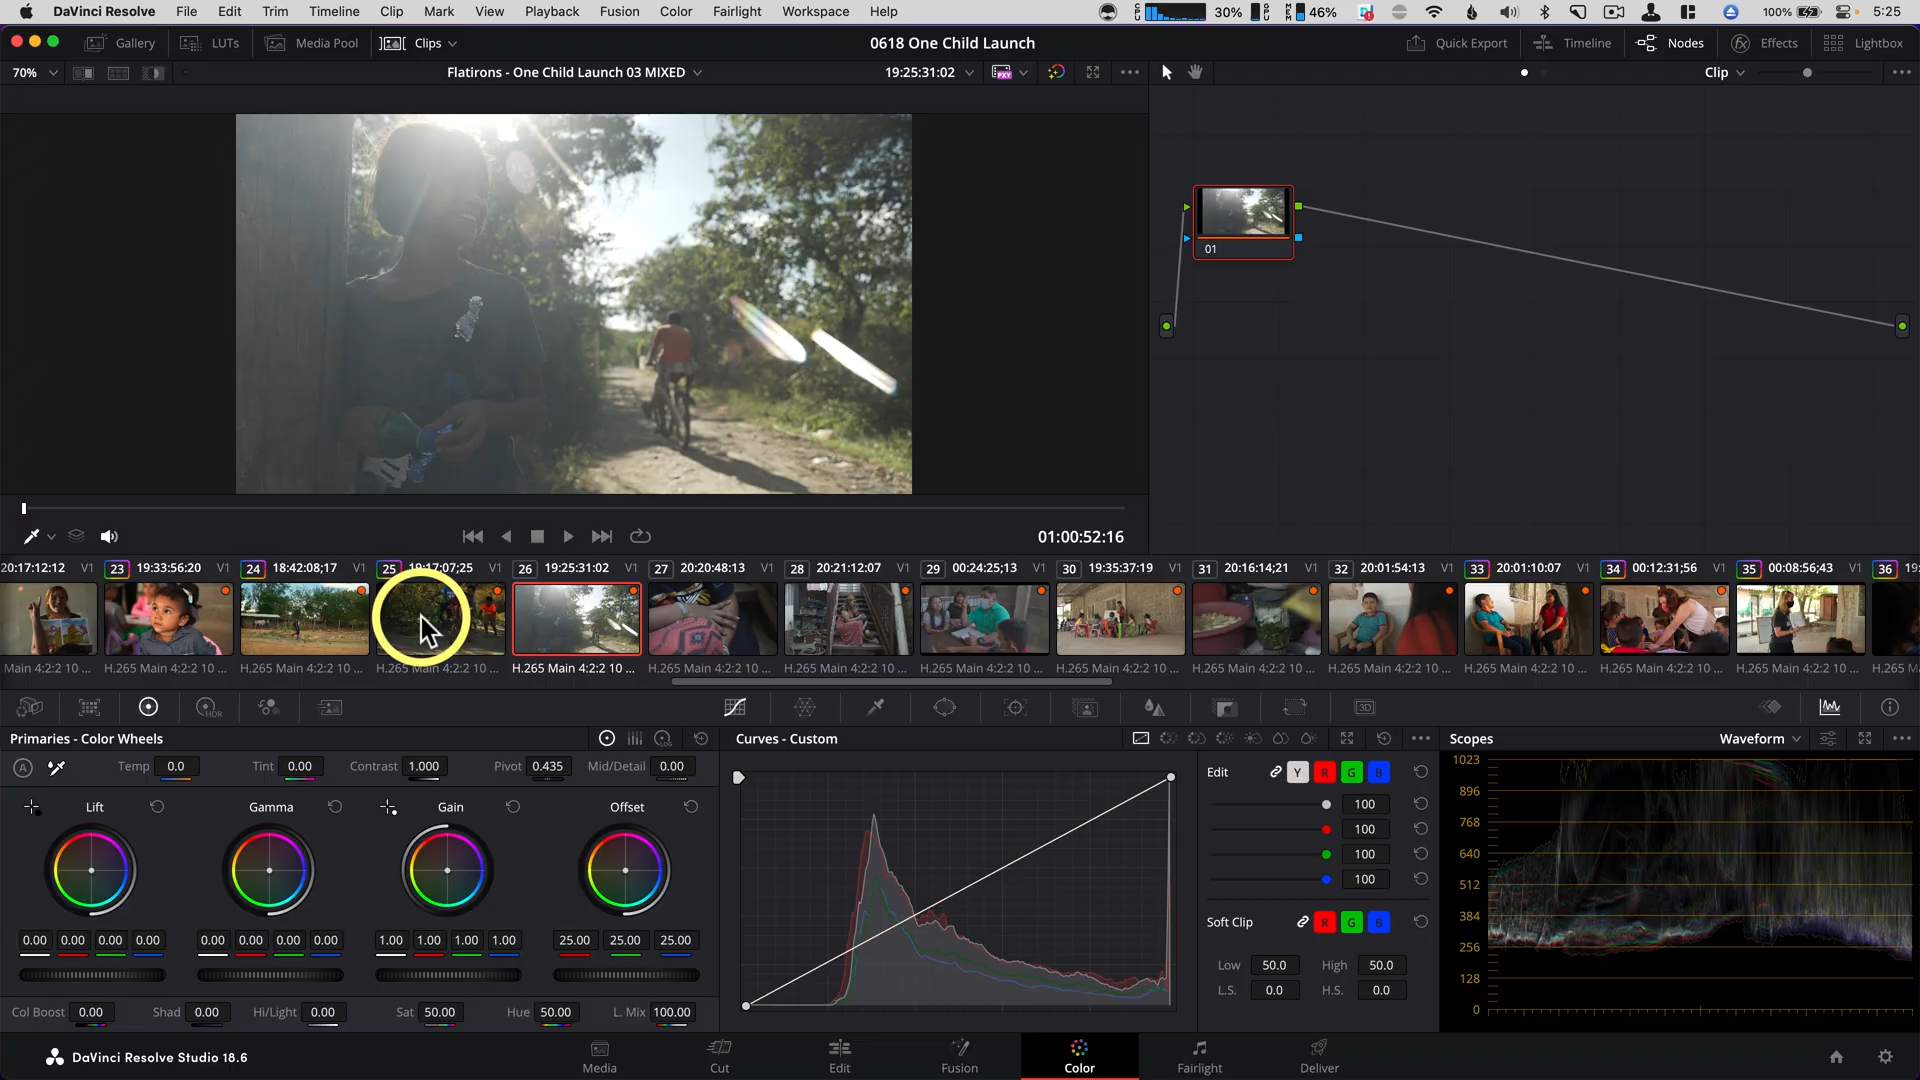 DaVinci Resolve File Edit Trim Timeline Clip Mark View Playback Fusion Color Fairlight Workspace Help 30% 46% 100% 5:25
Gallery LUTs Media Pool Clips 0618 One Child Launch Quick Export Timeline Nodes Effects Lightbox
70% Flatirons - One Child Launch 03 MIXED 19:25:31:02 Clip
01
01:00:52:16
20:17:12:12 V1 23 19:33:56:20 V1 24 18:42:08;17 V1 25 19:17:07;25 V1 26 19:25:31:02 V1 27 20:20:48:13 V1 28 20:21:12:07 V1 29 00:24:25;13 V1 30 19:35:37:19 V1 31 20:16:14;21 V1 32 20:01:54:13 V1 33 20:01:10:07 V1 34 00:12:31;56 V1 35 00:08:56;43 V1 36 19:
Main 4:2:2 10 ... H.265 Main 4:2:2 10 ... H.265 Main 4:2:2 10 ... H.265 Main 4:2:2 10 ... H.265 Main 4:2:2 10 ... H.265 Main 4:2:2 10 ... H.265 Main 4:2:2 10 ... H.265 Main 4:2:2 10 ... H.265 Main 4:2:2 10 ... H.265 Main 4:2:2 10 ... H.265 Main 4:2:2 10 ... H.265 Main 4:2:2 10 ... H.265 Main 4:2:2 10 ... H.265 Main 4:2:2 10 ... H.265 M
HDR 3D
Primaries - Color Wheels LOG Curves - Custom Scopes Waveform
A Temp 0.0 Tint 0.00 Contrast 1.000 Pivot 0.435 Mid/Detail 0.00
Lift Gamma Gain Offset
0.00 0.00 0.00 0.00 0.00 0.00 0.00 0.00 1.00 1.00 1.00 1.00 25.00 25.00 25.00
Col Boost 0.00 Shad 0.00 Hi/Light 0.00 Sat 50.00 Hue 50.00 L. Mix 100.00
Edit Y R G B
100
100
100
100
Soft Clip R G B
Low 50.0 High 50.0
L.S. 0.0 H.S. 0.0
1023
896
768
640
512
384
256
128
0
DaVinci Resolve Studio 18.6 Media Cut Edit Fusion Color Fairlight Deliver